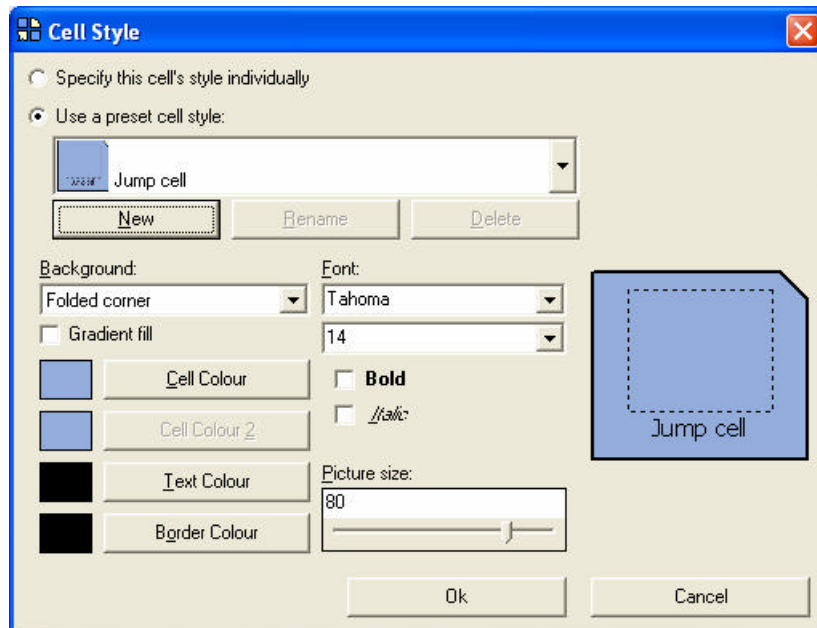 Cell Style
Specify this cell's style individually
Use a preset cell style:
Jump cell
New Rename Delete
Background: Font:
Folded corner Tahoma
Gradient fill 14
Cell Colour Bold
Cell Colour 2 Italic
Jump cell
Text Colour Picture size:
80
Border Colour
Ok Cancel